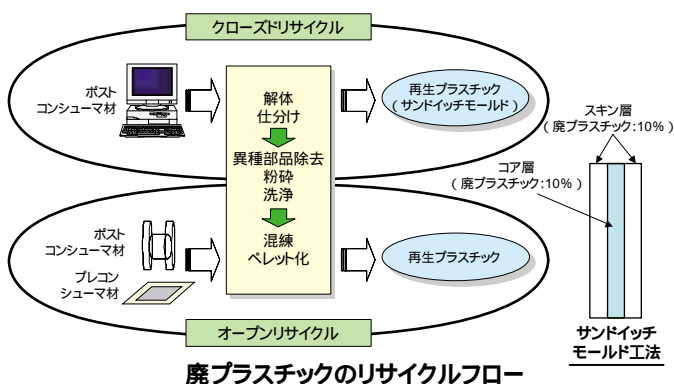 クローズドリサイクル
ポスト
コンシューマ材
解体
仕分け
異種部品除去
粉砕
洗浄
混練
ペレット化
再生プラスチック
(サンドイッチモールド)
スキン層
(廃プラスチック:10%)
コア層
(廃プラスチック:10%)
ポスト
コンシューマ材
プレコン
シューマ材
再生プラスチック
オープンリサイクル
サンドイッチ
モールド工法
廃プラスチックのリサイクルフロー